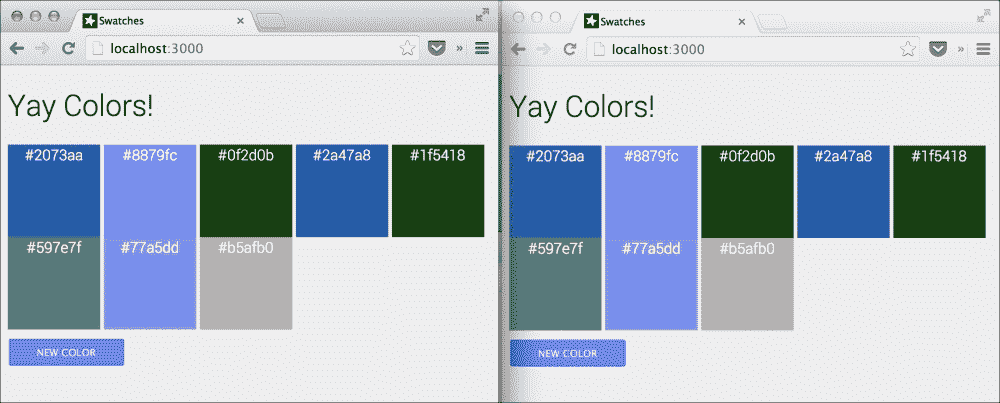 Swatches
localhost:3000
Yay Colors!
#2073aa #8879fc #0f2d0b #2a47a8 #1f5418
#597e7f #77a5dd #b5afb0
NEW COLOR
Swatches
localhost:3000
Yay Colors!
#2073aa #8879fc #0f2d0b #2a47a8 #1f5418
#597e7f #77a5dd #b5afb0
NEW COLOR